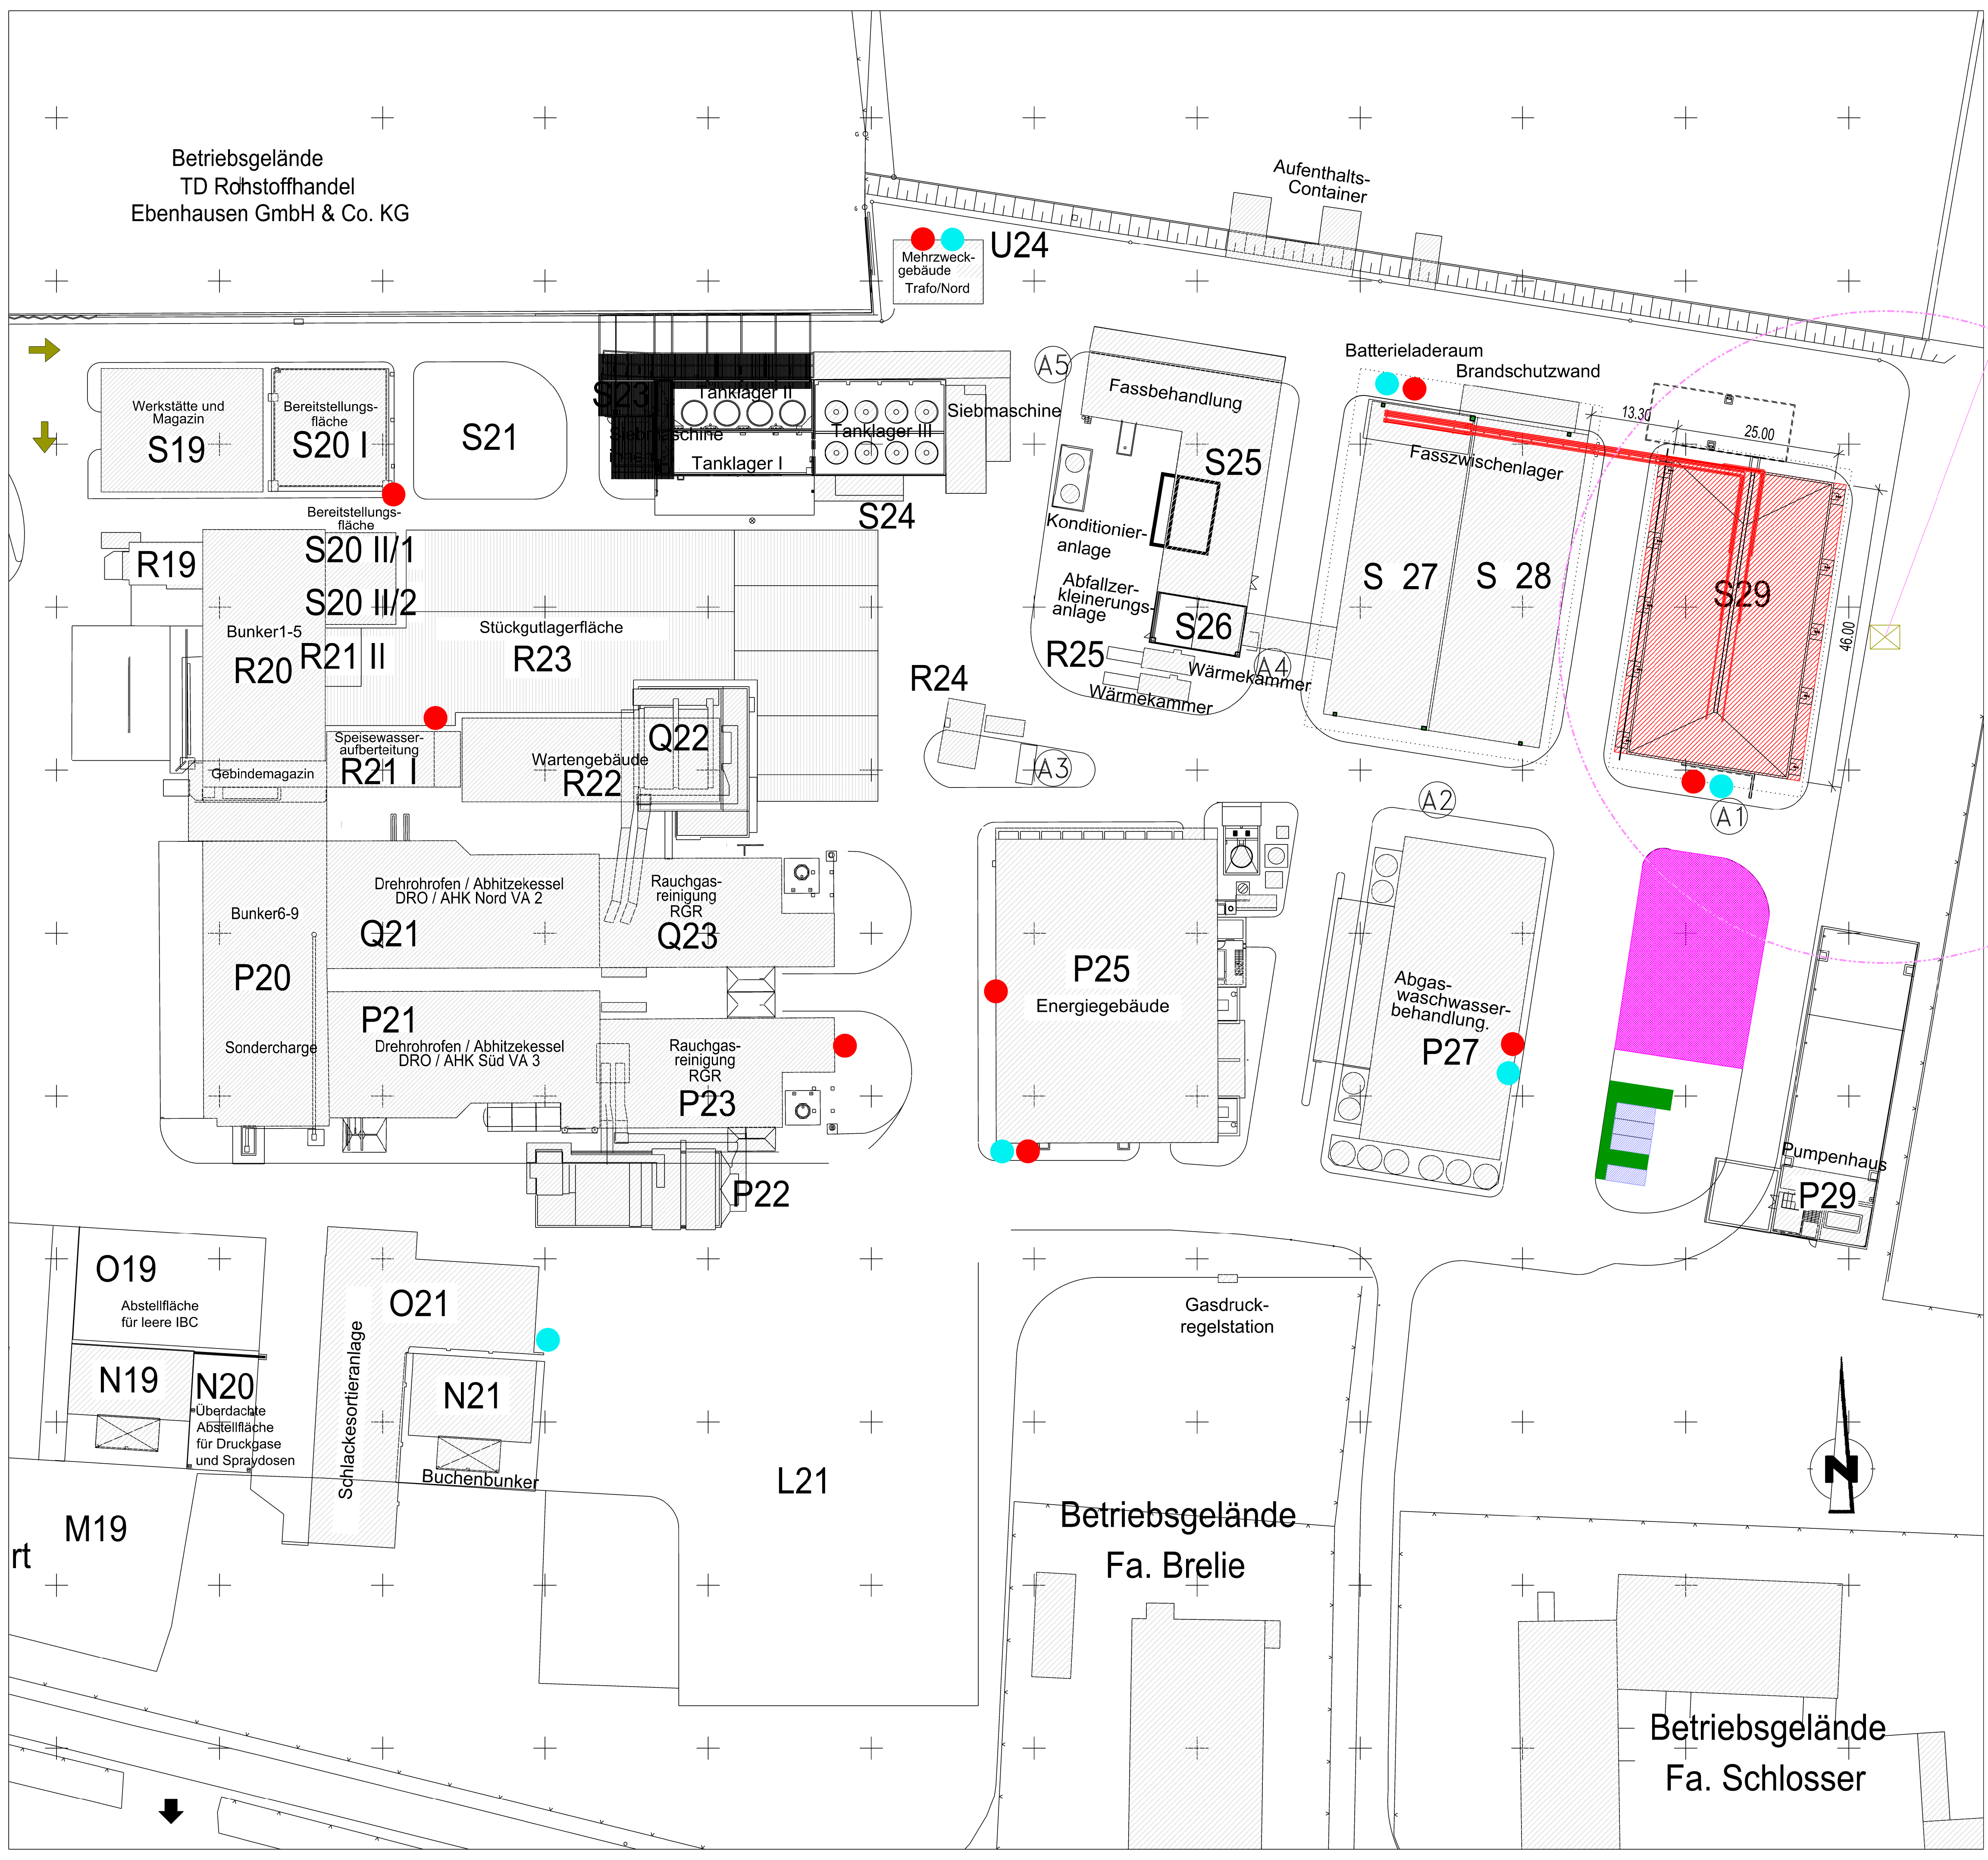 Betriebsgelände
TD Rohstoffhandel
Ebenhausen GmbH & Co. KG
Aufenthalts-
Container
U24
Mehrzweck-
gebäude
Trafo/Nord
Batterieladeraum
Brandschutzwand
A5
Fassbehandlung
13.30
25.00
Werkstätte und
Magazin
S19
Bereitstellungs-
fläche
S20 I
S21
S23
Tanklager II
Siebmaschine
Tanklager I
Tanklager III
Siebmaschine
S24
S25
Fasszwischenlager
Konditionier-
anlage
Abfallzer-
kleinerungs-
anlage
S26
S 27
S 28
S29
46.00
Bereitstellungs-
fläche
S20 II/1
S20 II/2
R19
Bunker1-5
R20
R21 II
Stückgutlagerfläche
R23
R24
R25
Wärmekammer
A4
Wärmekammer
Q22
Speisewasser-
aufberteitung
R21 I
Gebindemagazin
Wartengebäude
R22
A3
A2
A1
Drehrohrofen / Abhitzekessel
DRO / AHK Nord VA 2
Q21
Rauchgas-
reinigung
RGR
Q23
Bunker6-9
P20
Sondercharge
P21
Drehrohrofen / Abhitzekessel
DRO / AHK Süd VA 3
Rauchgas-
reinigung
RGR
P23
P22
P25
Energiegebäude
Abgas-
waschwasser-
behandlung.
P27
Pumpenhaus
P29
O19
Abstellfläche
für leere IBC
O21
Schlackesortieranlage
N19
N20
Überdachte
Abstellfläche
für Druckgase
und Spraydosen
N21
Buchenbunker
Gasdruck-
regelstation
L21
M19
rt
Betriebsgelände
Fa. Brelie
N
Betriebsgelände
Fa. Schlosser